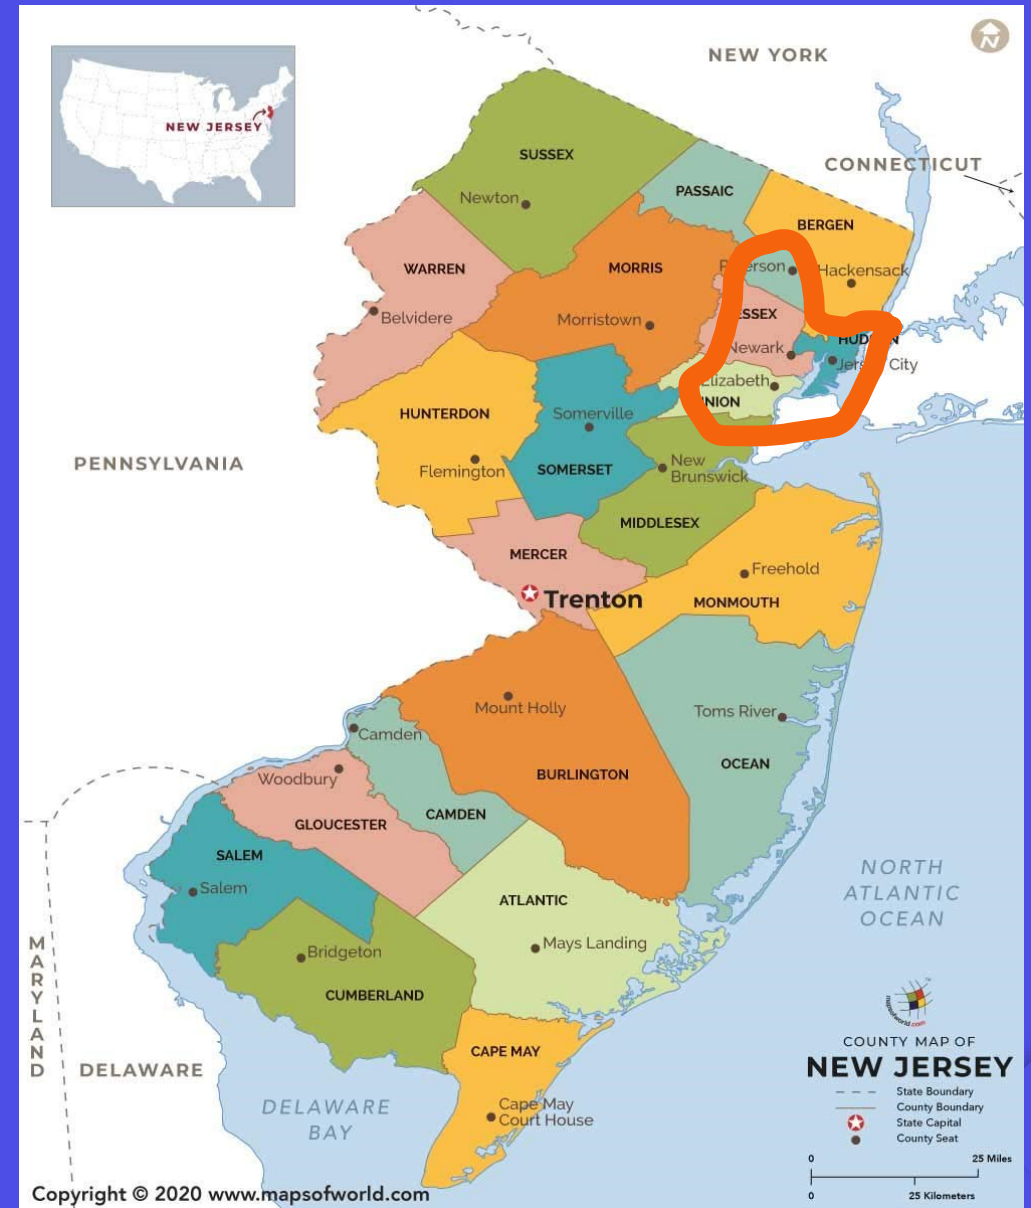 NEW YORK
CONNECTICUT
NEW JERSEY
SUSSEX
Newton
PASSAIC
BERGEN
WARREN
MORRIS
Hackensack
Belvidere
Morristown
Newark
HUNTERDON
Somerville
Elizabeth
City
PENNSYLVANIA
Flemington
SOMERSET
New
Brunswick
MIDDLESEX
MERCER
Freehold
Trenton
MONMOUTH
Mount Holly
Toms River
Camden
OCEAN
Woodbury
BURLINGTON
GLOUCESTER
CAMDEN
SALEM
Salem
ATLANTIC
NORTH
ATLANTIC
OCEAN
Mays Landing
Bridgeton
MARYLAND
CUMBERLAND
mapsofworld.com
CAPE MAY
COUNTY MAP OF
NEW JERSEY
DELAWARE
State Boundary
County Boundary
State Capital
County Seat
DELAWARE
BAY
Cape May
Court House
0 25 Miles
0 25 Kilometers
Copyright © 2020 www.mapsofworld.com